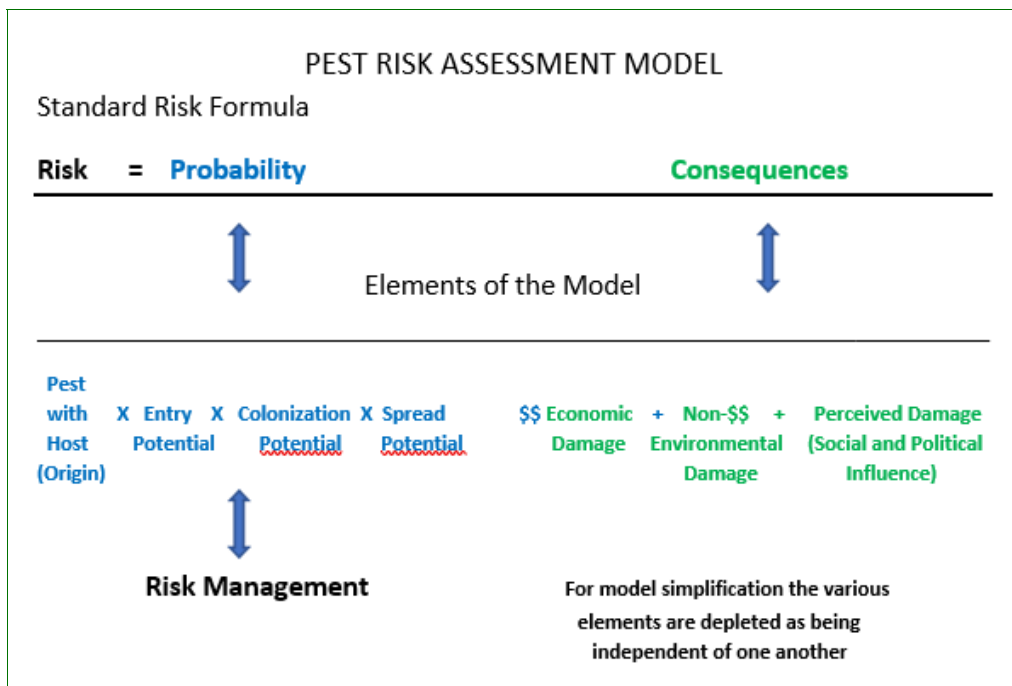 PEST RISK ASSESSMENT MODEL
Standard Risk Formula
Risk = Probability Consequences
Elements of the Model
Pest
with X Entry X Colonization X Spread $$ Economic + Non-$$ + Perceived Damage
Host Potential Potential Potential Damage Environmental (Social and Political
(Origin) Damage Influence)
Risk Management
For model simplification the various
elements are depleted as being
independent of one another